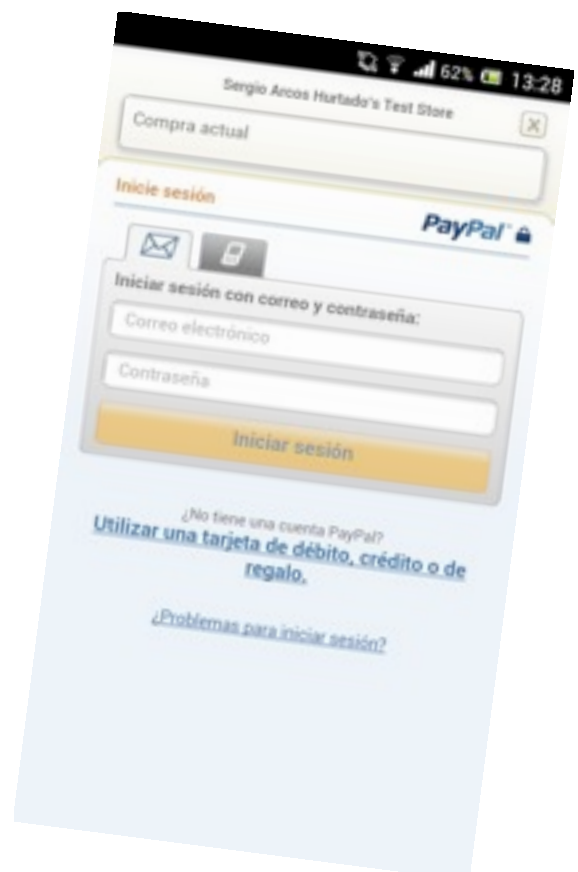 62% 13:28
Sergio Arcos Hurtado's Test Store
Compra actual
Inicie sesión
PayPal™
Iniciar sesión con correo y contraseña:
Correo electrónico
Contraseña
Iniciar sesión
¿No tiene una cuenta PayPal?
Utilizar una tarjeta de débito, crédito o de
regalo.
¿Problemas para iniciar sesión?